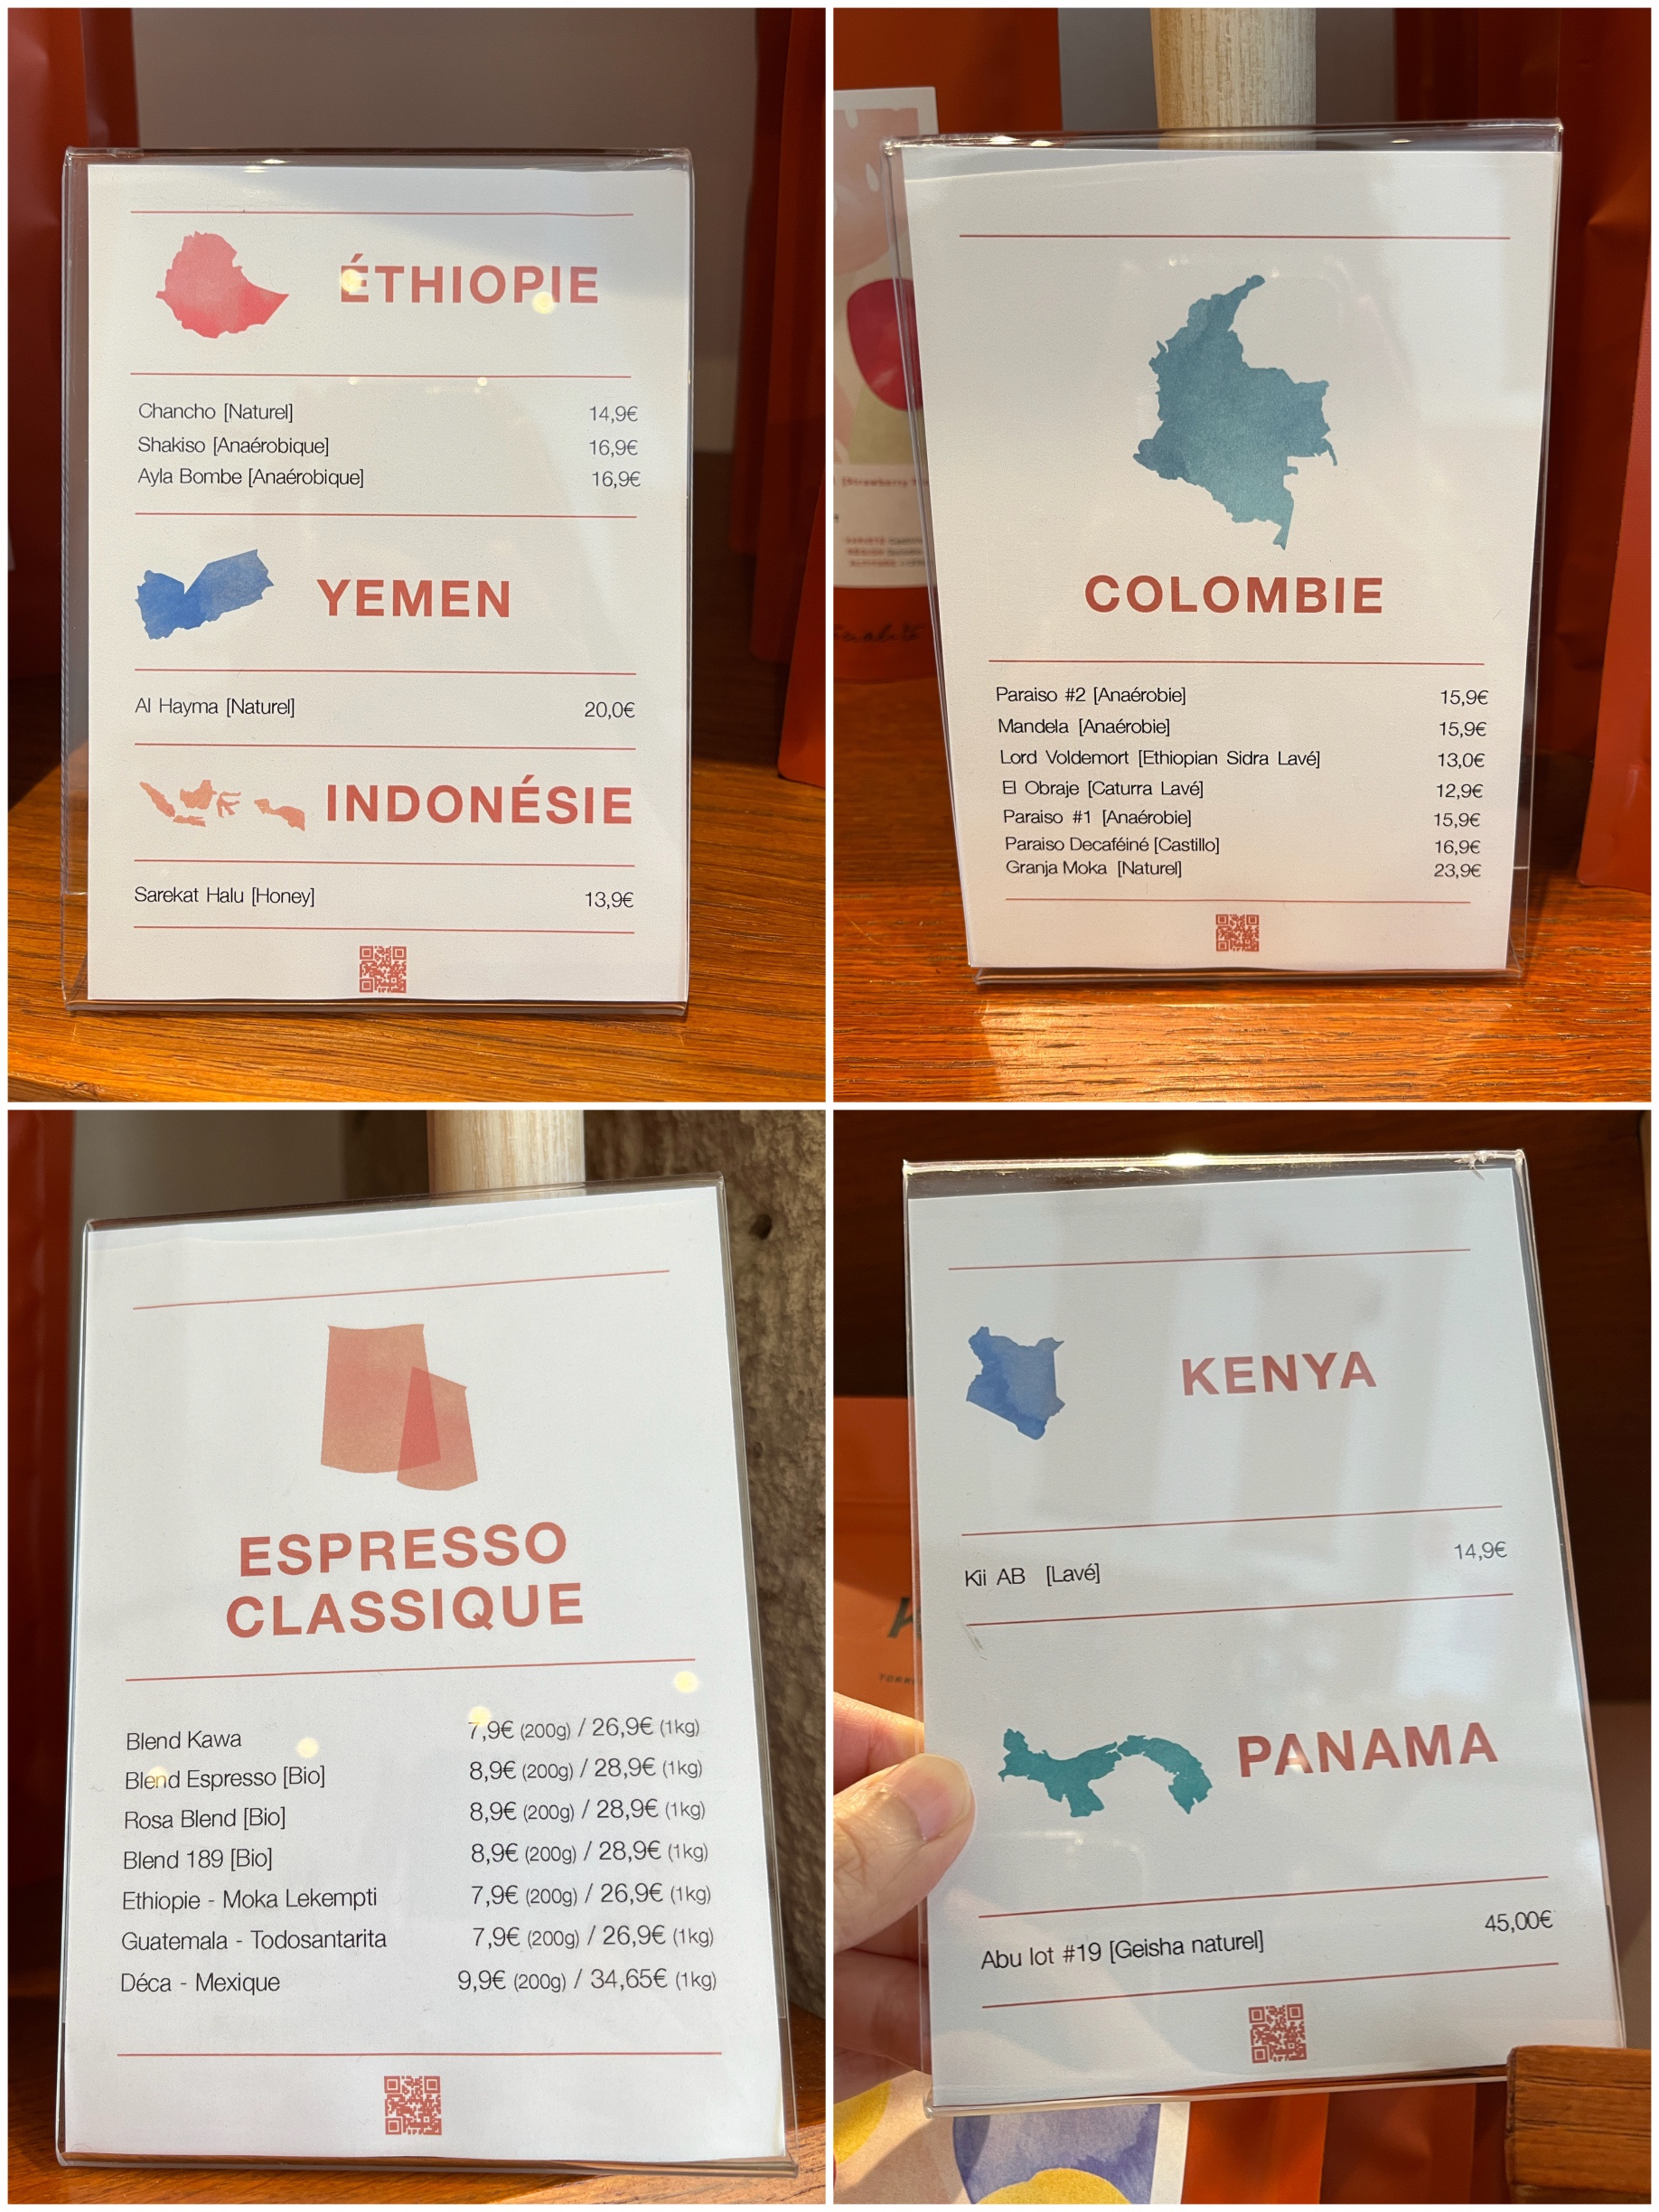 ÉTHIOPIE
Chancho [Naturel] 14,9€
Shakiso [Anaérobique] 16,9€
Ayla Bombe [Anaérobique] 16,9€
YEMEN
Al Hayma [Naturel] 20,0€
INDONÉSIE
Sarekat Halu [Honey] 13,9€
[Strawberry
COLOMBIE
Paraiso #2 [Anaérobie] 15,9€
Mandela [Anaérobie] 15,9€
Lord Voldemort [Ethiopian Sidra Lavé] 13,0€
El Obraje [Caturra Lavé] 12,9€
Paraiso #1 [Anaérobie] 15,9€
Paraiso Decaféiné [Castillo] 16,9€
Granja Moka [Naturel] 23,9€
ESPRESSO
CLASSIQUE
Blend Kawa 7,9€ (200g) / 26,9€ (1kg)
Blend Espresso [Bio] 8,9€ (200g) / 28,9€ (1kg)
Rosa Blend [Bio] 8,9€ (200g) / 28,9€ (1kg)
Blend 189 [Bio] 8,9€ (200g) / 28,9€ (1kg)
Ethiopie - Moka Lekempti 7,9€ (200g) / 26,9€ (1kg)
Guatemala - Todosantarita 7,9€ (200g) / 26,9€ (1kg)
Déca - Mexique 9,9€ (200g) / 34,65€ (1kg)
KENYA
Kii AB [Lavé] 14,9€
PANAMA
Abu lot #19 [Geisha naturel] 45,00€